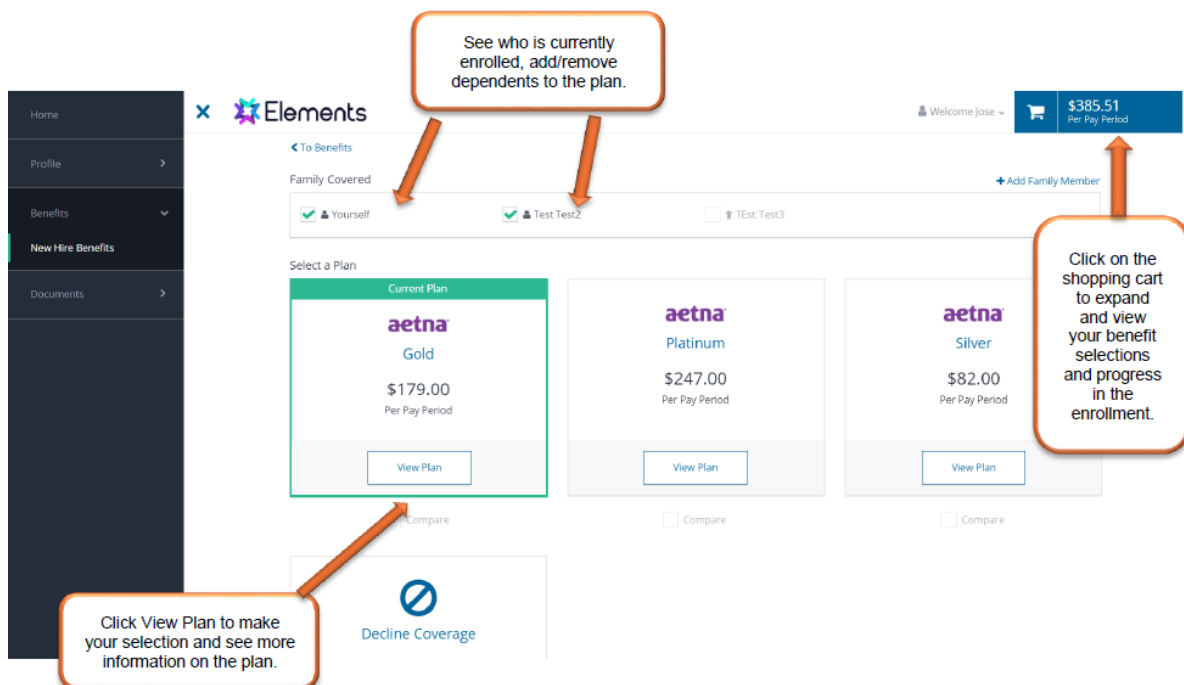 See who is currently
enrolled, add/remove
dependents to the plan.
Home
Elements
Welcome Jose
$385.51
Per Pay Period
To Benefits
Profile
Family Covered
+ Add Family Member
Yourself
Test Test2
TEst Test3
Benefits
New Hire Benefits
Documents
Click on the
shopping cart
to expand
and view
your benefit
selections
and progress
in the
enrollment.
Select a Plan
Current Plan
aetna
Gold
$179.00
Per Pay Period
View Plan
Compare
aetna
Platinum
$247.00
Per Pay Period
View Plan
Compare
aetna
Silver
$82.00
Per Pay Period
View Plan
Compare
Decline Coverage
Click View Plan to make
your selection and see more
information on the plan.